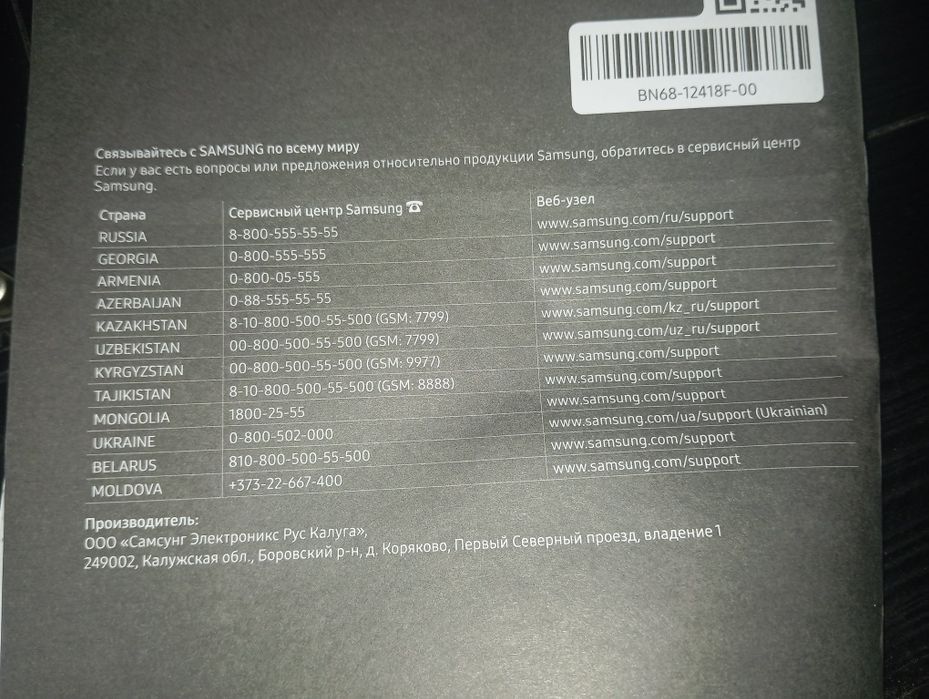 BN68-12418F-00
Связывайтесь с SAMSUNG по всему миру
Если у вас есть вопросы или предложения относительно продукции Samsung, обратитесь в сервисный центр
Samsung.
Страна Сервисный центр Samsung ☎ Веб-узел
RUSSIA 8-800-555-55-55 www.samsung.com/ru/support
GEORGIA 0-800-555-555 www.samsung.com/support
ARMENIA 0-800-05-555 www.samsung.com/support
AZERBAIJAN 0-88-555-55-55 www.samsung.com/support
KAZAKHSTAN 8-10-800-500-55-500 (GSM: 7799) www.samsung.com/kz_ru/support
UZBEKISTAN 00-800-500-55-500 (GSM: 7799) www.samsung.com/uz_ru/support
KYRGYZSTAN 00-800-500-55-500 (GSM: 9977) www.samsung.com/support
TAJIKISTAN 8-10-800-500-55-500 (GSM: 8888) www.samsung.com/support
MONGOLIA 1800-25-55 www.samsung.com/support
UKRAINE 0-800-502-000 www.samsung.com/ua/support (Ukrainian)
BELARUS 810-800-500-55-500 www.samsung.com/support
MOLDOVA +373-22-667-400 www.samsung.com/support
Производитель:
ООО «Самсунг Электроникс Рус Калуга»,
249002, Калужская обл., Боровский р-н, д. Коряково, Первый Северный проезд, владение 1